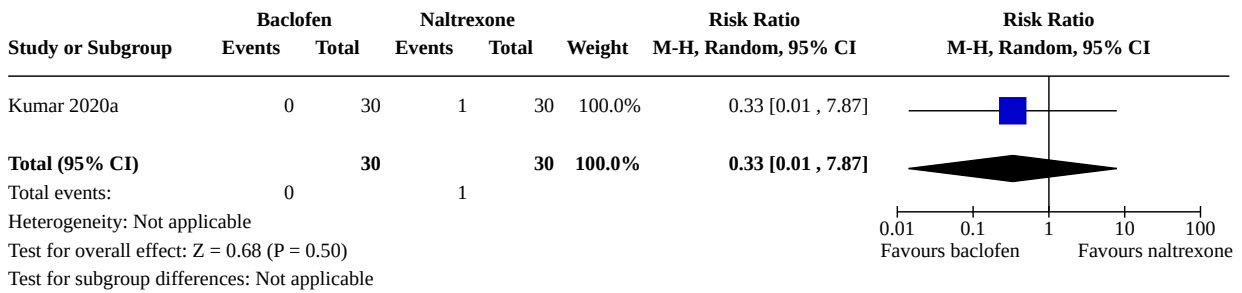 Baclofen Naltrexone Risk Ratio Risk Ratio
Study or Subgroup Events Total Events Total Weight M-H, Random, 95% CI M-H, Random, 95% CI
Kumar 2020a 0 30 1 30 100.0% 0.33 [0.01 , 7.87]
Total (95% CI) 30 30 100.0% 0.33 [0.01 , 7.87]
Total events: 0 1
Heterogeneity: Not applicable
0.01 0.1 1 10 100
Test for overall effect: Z = 0.68 (P = 0.50)
Favours baclofen Favours naltrexone
Test for subgroup differences: Not applicable